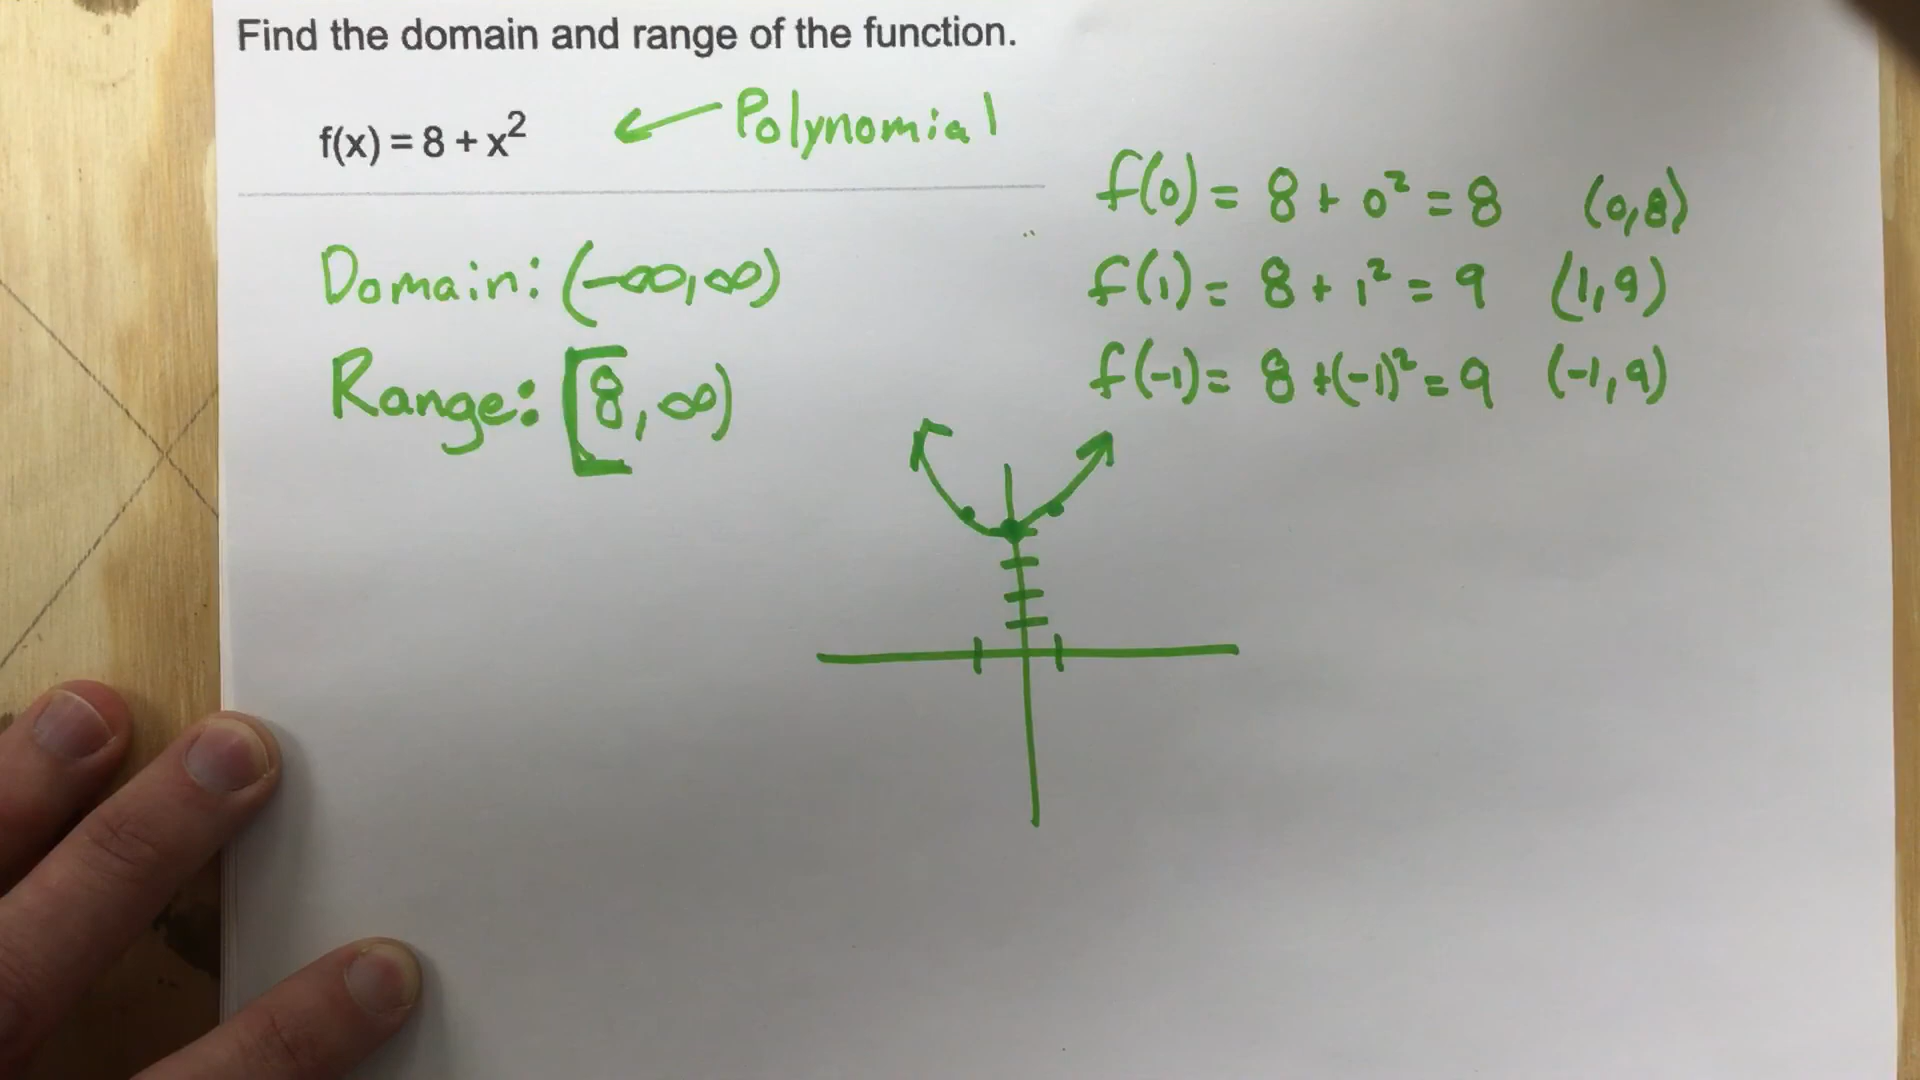 Find the domain and range of the function.
f(x) = 8 + x²
← Polynomial
Domain: (-∞,∞)
Range: [8,∞)
f(0) = 8 + 0² = 8 (0,8)
f(1) = 8 + 1² = 9 (1,9)
f(-1) = 8 +(-1)² = 9 (-1,9)